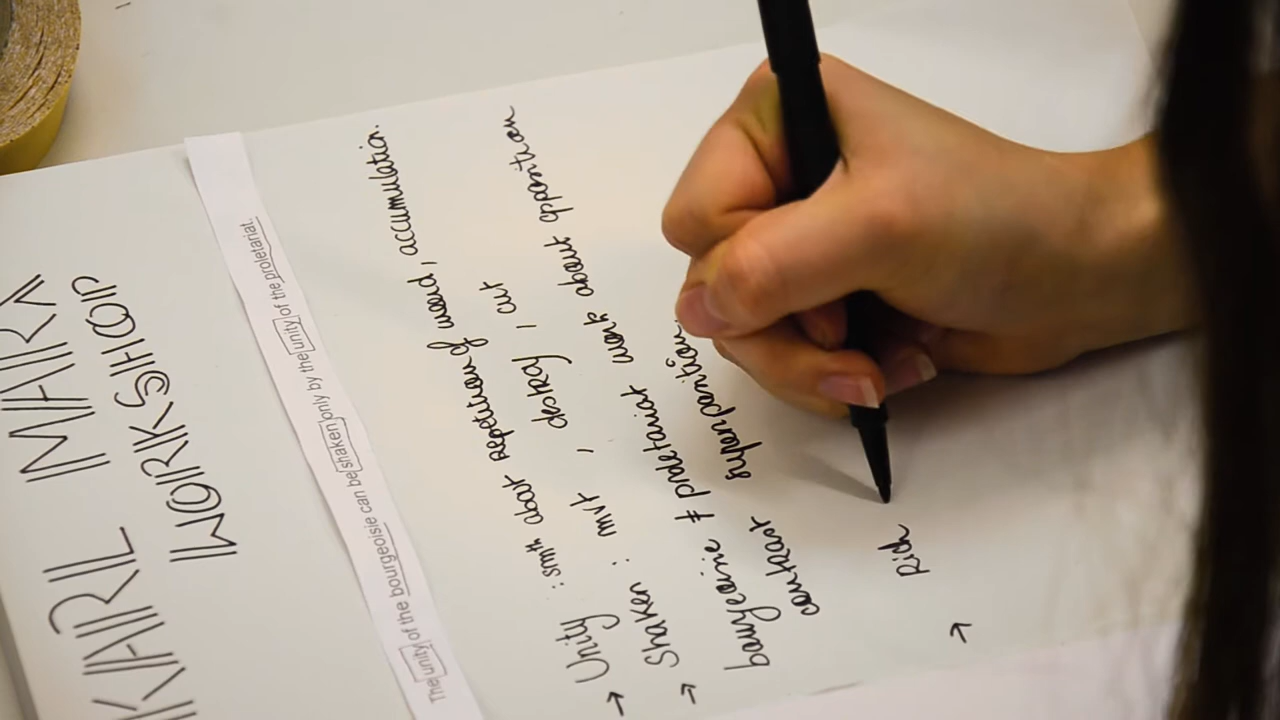 KARL MARX
WORKSHOP
The unity of the bourgeoisie can be shaken only by the unity of the proletariat.
→ Unity : smth about repetition of word, accumulation.
→ Shaken : mvt , destroy , cut
bourgeoisie ≠ proletariat work about opposition
contrast superposition.
→ Rich